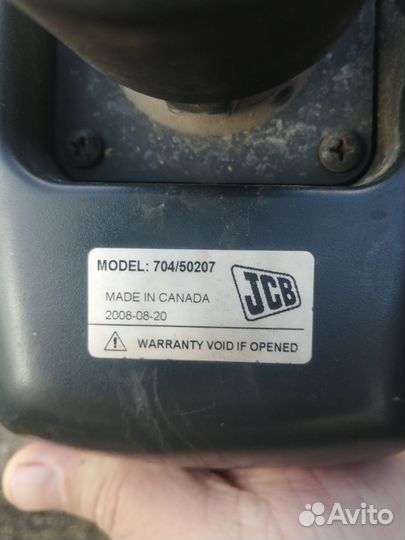 MODEL: 704/50207
JCB
MADE IN CANADA
2008-08-20
WARRANTY VOID IF OPENED
Avito